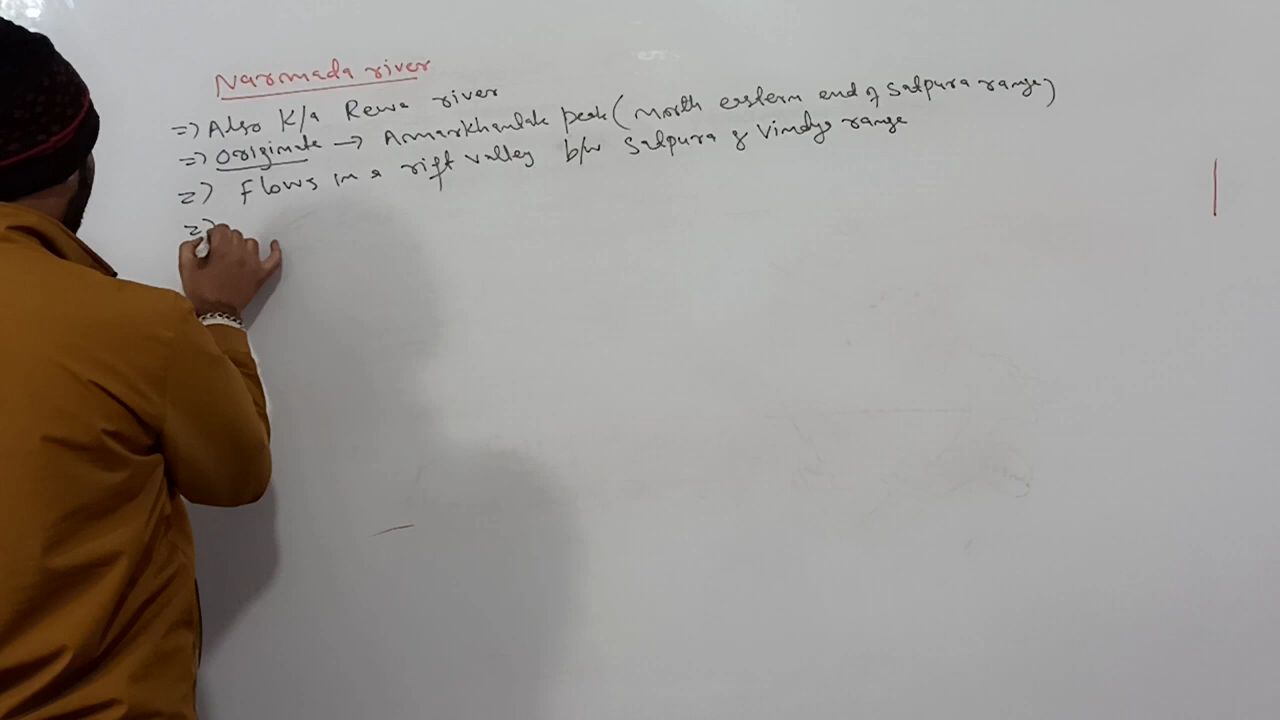 Narmada river
=> Also K/a Rewa river
=> Originate -> Amarkhantak peak (north eastern end of Satpura range)
=> flows in a rift valley b/w Satpura & Vindya range
=>